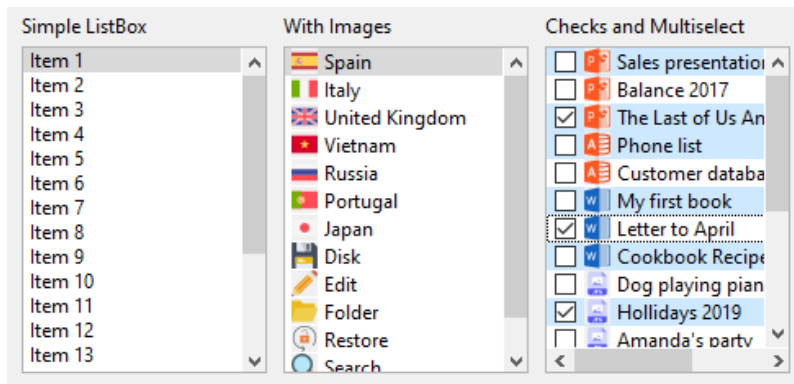 Simple ListBox
Item 1
Item 2
Item 3
Item 4
Item 5
Item 6
Item 7
Item 8
Item 9
Item 10
Item 11
Item 12
Item 13
With Images
Spain
Italy
United Kingdom
Vietnam
Russia
Portugal
Japan
Disk
Edit
Folder
Restore
Search
Checks and Multiselect
Sales presentation
Balance 2017
The Last of Us An
Phone list
Customer databa
My first book
Letter to April
Cookbook Recipe
Dog playing pian
Hollidays 2019
Amanda's party